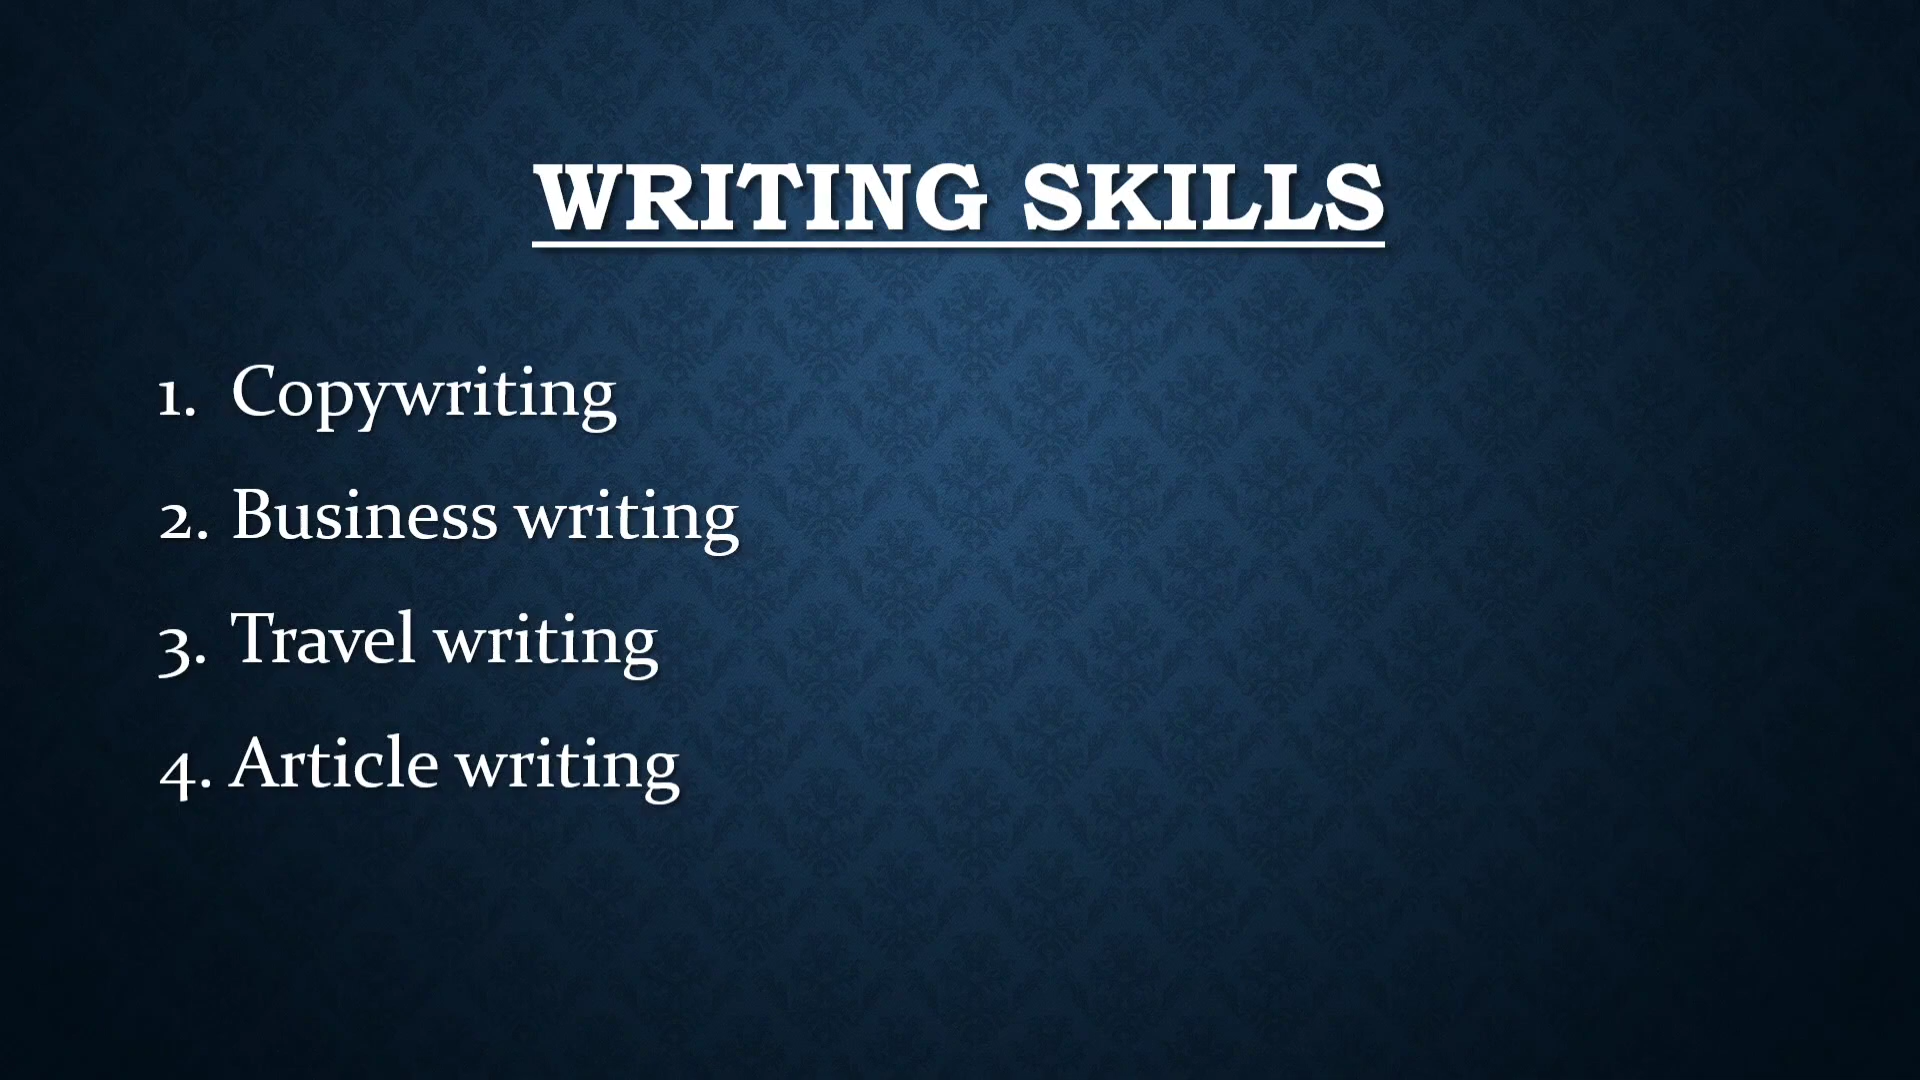 WRITING SKILLS
1. Copywriting
2. Business writing
3. Travel writing
4. Article writing